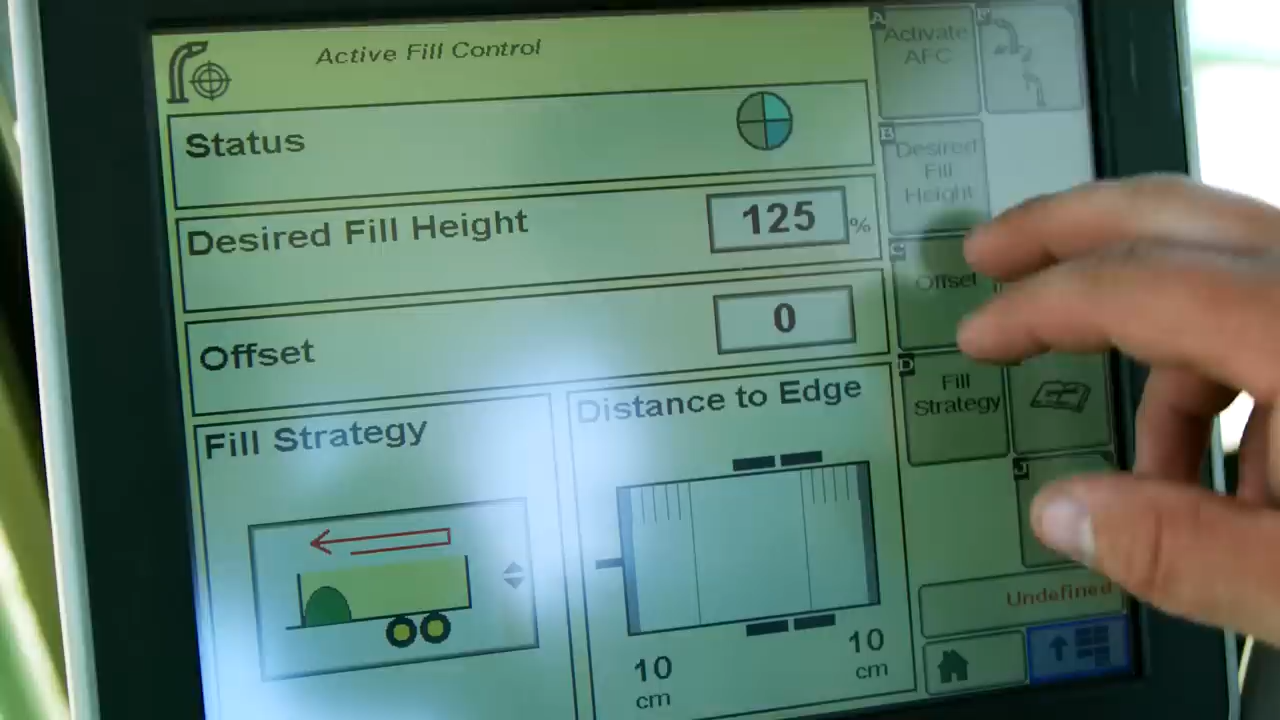 Active Fill Control
Status
Desired Fill Height
125 %
Offset
0
Fill Strategy
Distance to Edge
10
cm
10
cm
A
Activate
AFC
B
Desired
Fill
Height
C
Offset
D
Fill
Strategy
J
Undefined